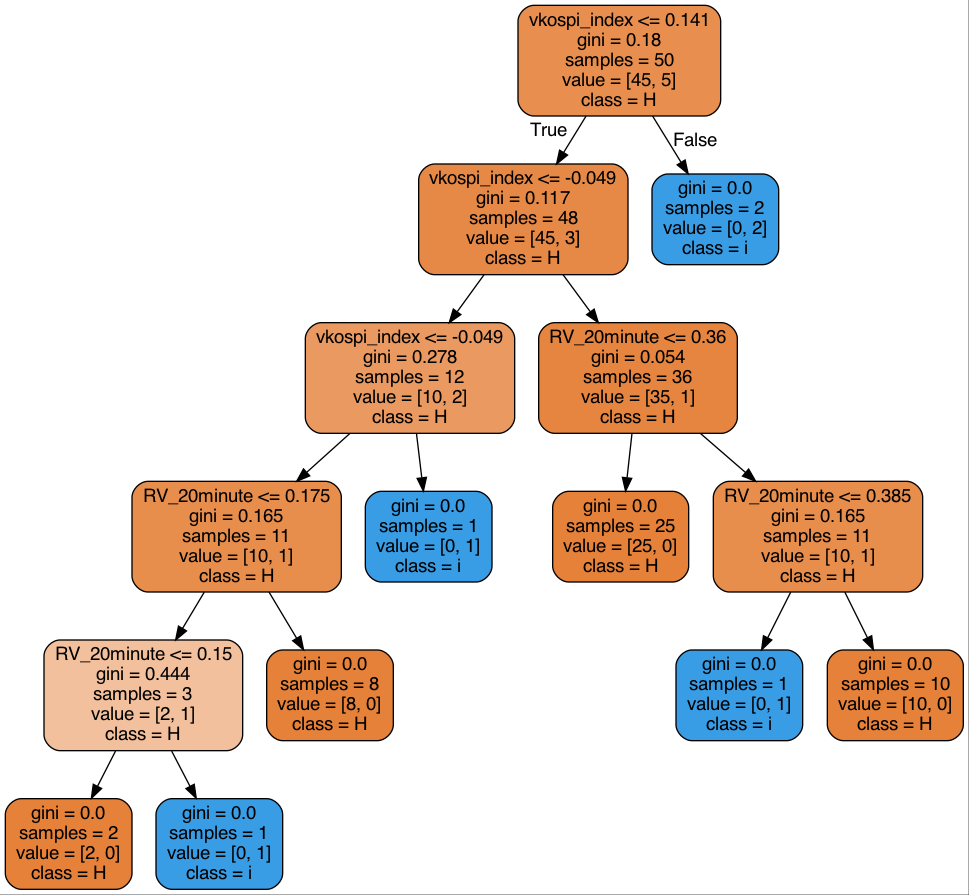 vkospi_index <= 0.141
gini = 0.18
samples = 50
value = [45, 5]
class = H
True
False
vkospi_index <= -0.049
gini = 0.117
samples = 48
value = [45, 3]
class = H
gini = 0.0
samples = 2
value = [0, 2]
class = i
vkospi_index <= -0.049
gini = 0.278
samples = 12
value = [10, 2]
class = H
RV_20minute <= 0.36
gini = 0.054
samples = 36
value = [35, 1]
class = H
RV_20minute <= 0.175
gini = 0.165
samples = 11
value = [10, 1]
class = H
gini = 0.0
samples = 1
value = [0, 1]
class = i
gini = 0.0
samples = 25
value = [25, 0]
class = H
RV_20minute <= 0.385
gini = 0.165
samples = 11
value = [10, 1]
class = H
RV_20minute <= 0.15
gini = 0.444
samples = 3
value = [2, 1]
class = H
gini = 0.0
samples = 8
value = [8, 0]
class = H
gini = 0.0
samples = 1
value = [0, 1]
class = i
gini = 0.0
samples = 10
value = [10, 0]
class = H
gini = 0.0
samples = 2
value = [2, 0]
class = H
gini = 0.0
samples = 1
value = [0, 1]
class = i